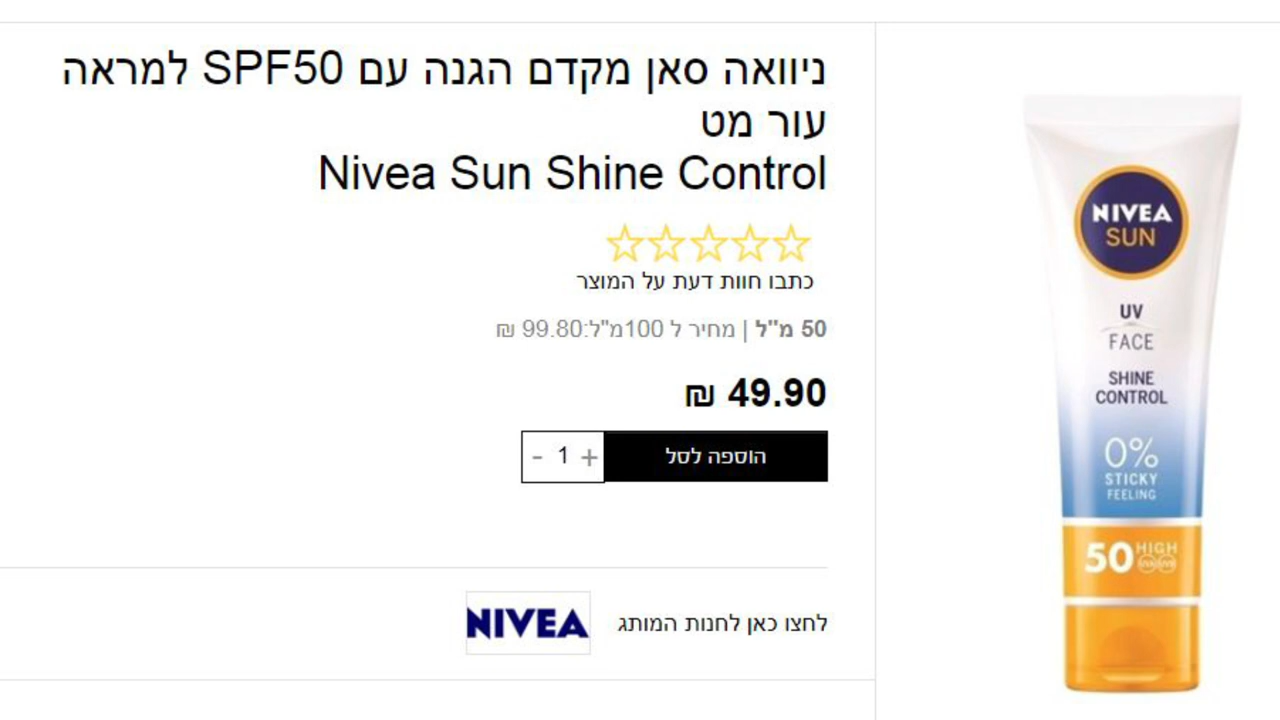 ניוואה סאן מקדם הגנה עם SPF50 למראה
עור מט
Nivea Sun Shine Control
כתבו חוות דעת על המוצר
50 מ"ל | מחיר ל 100מ"ל:99.80 ₪
49.90 ₪
הוספה לסל
+ 1 -
לחצו כאן לחנות המותג
NIVEA
NIVEA
SUN
UV
FACE
SHINE
CONTROL
0%
STICKY
FEELING
50 HIGH